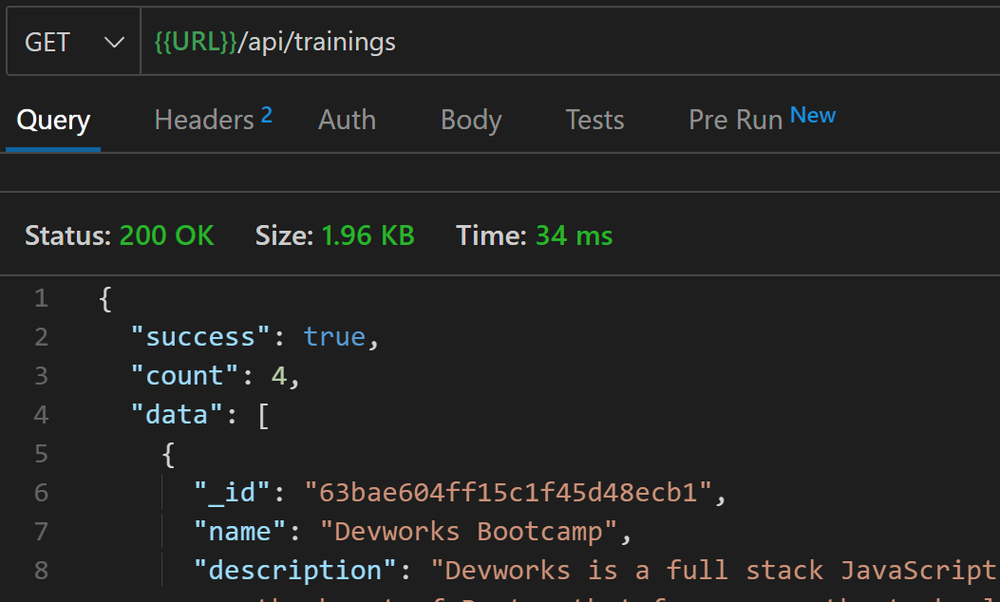 GET {{URL}}/api/trainings
Query Headers 2 Auth Body Tests Pre Run New
Status: 200 OK Size: 1.96 KB Time: 34 ms
1 {
2 "success": true,
3 "count": 4,
4 "data": [
5 {
6 "_id": "63bae604ff15c1f45d48ecb1",
7 "name": "Devworks Bootcamp",
8 "description": "Devworks is a full stack JavaScript